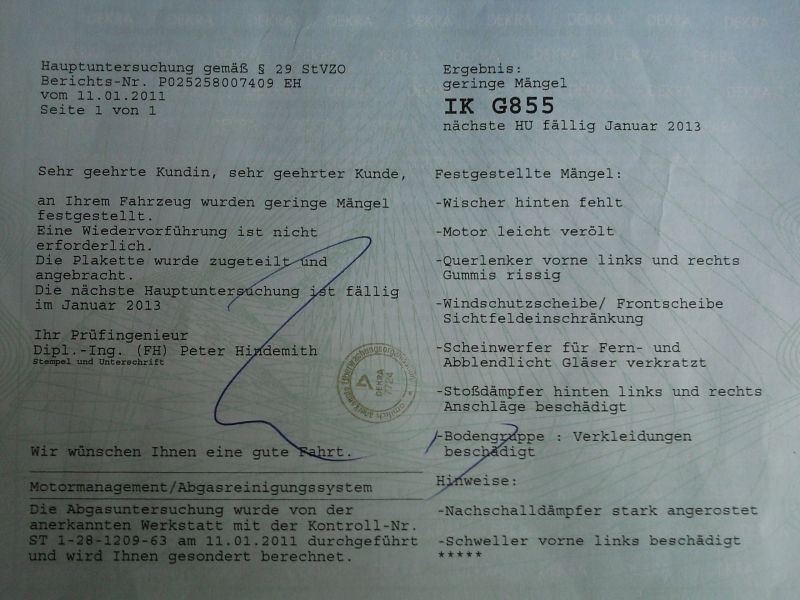 Hauptuntersuchung gemäß § 29 StVZO
Berichts-Nr. P025258007409 EH
vom 11.01.2011
Seite 1 von 1
Sehr geehrte Kundin, sehr geehrter Kunde,
an Ihrem Fahrzeug wurden geringe Mängel
festgestellt.
Eine Wiedervorführung ist nicht
erforderlich.
Die Plakette wurde zugeteilt und
angebracht.
Die nächste Hauptuntersuchung ist fällig
im Januar 2013
Ihr Prüfingenieur
Dipl.-Ing. (FH) Peter Hindemith
Stempel und Unterschrift
DEKRA
Wir wünschen Ihnen eine gute Fahrt.
Motormanagement/Abgasreinigungssystem
Die Abgasuntersuchung wurde von der
anerkannten Werkstatt mit der Kontroll-Nr.
ST 1-28-1209-63 am 11.01.2011 durchgeführt
und wird Ihnen gesondert berechnet.
Ergebnis:
geringe Mängel
IK G855
nächste HU fällig Januar 2013
Festgestellte Mängel:
-Wischer hinten fehlt
-Motor leicht verölt
-Querlenker vorne links und rechts
Gummis rissig
-Windschutzscheibe/ Frontscheibe
Sichtfeldeinschränkung
-Scheinwerfer für Fern- und
Abblendlicht Gläser verkratzt
-Stoßdämpfer hinten links und rechts
Anschläge beschädigt
-Bodengruppe : Verkleidungen
beschädigt
Hinweise:
-Nachschalldämpfer stark angerostet
-Schweller vorne links beschädigt
*****